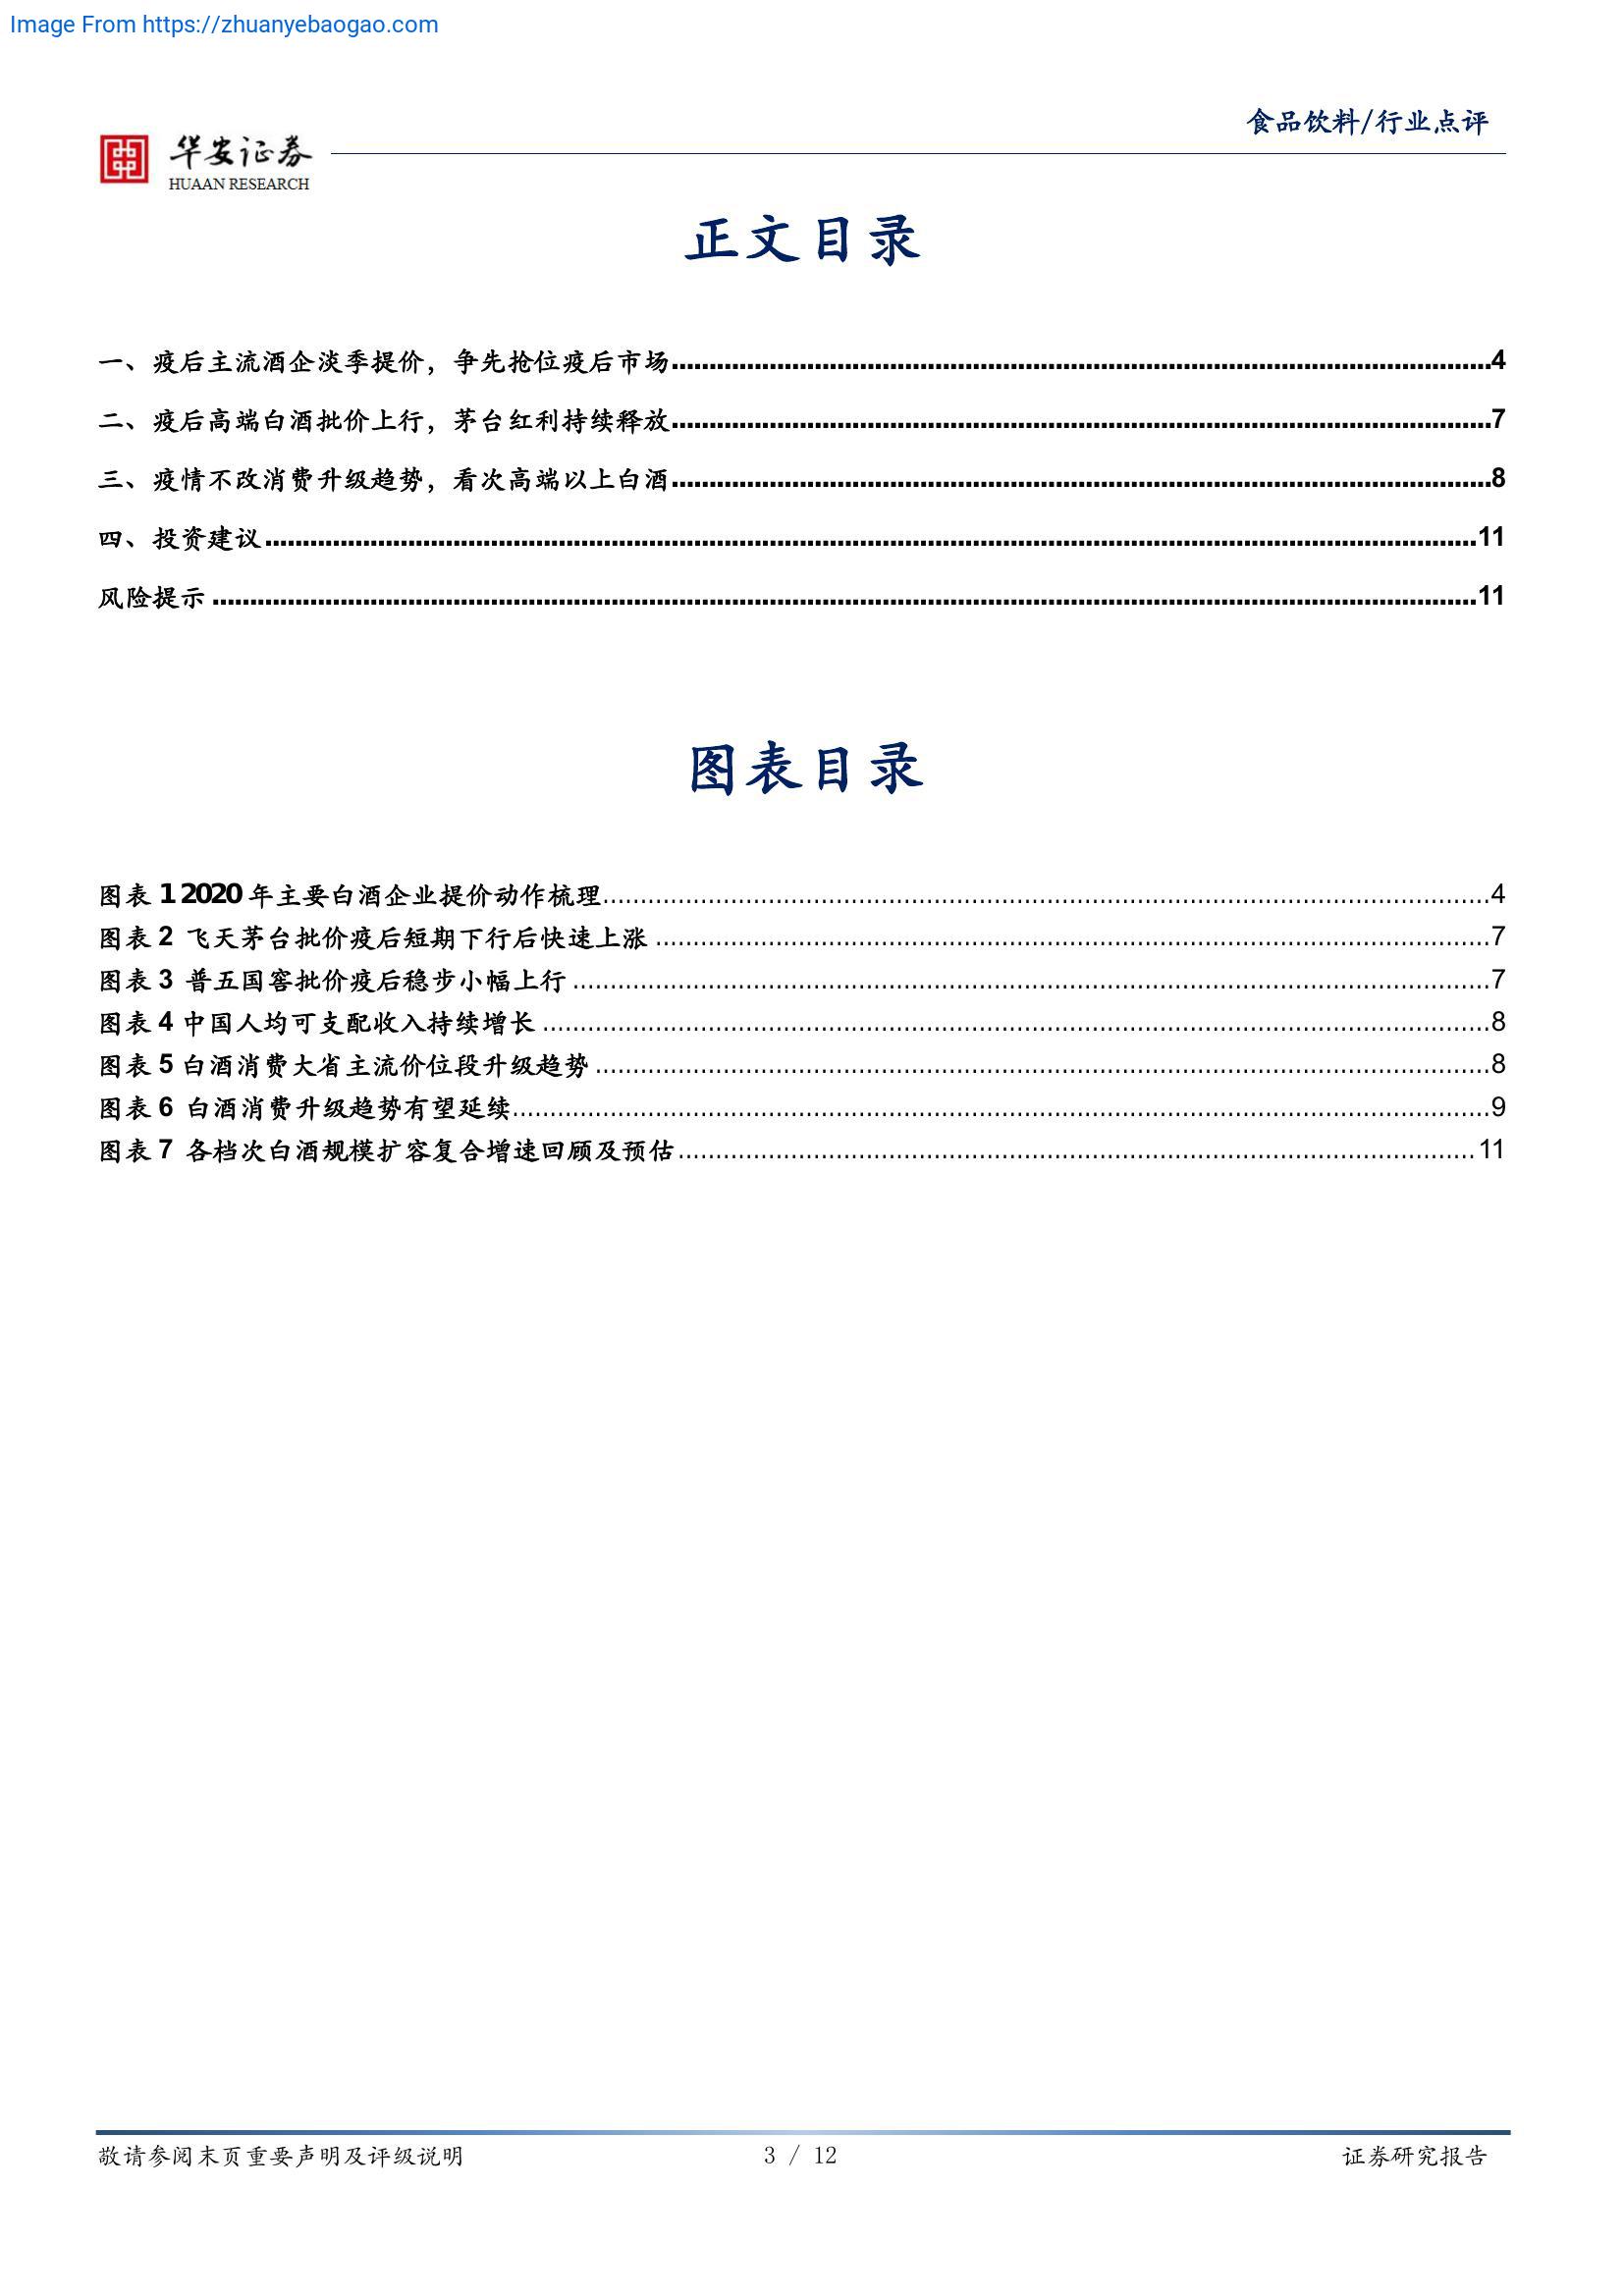 Image From https://zhuanyebaogao.com
食品饮料/行业点评
华安证券
HUAAN RESEARCH
正文目录
一、疫后主流酒企淡季提价，争先抢位疫后市场....................4
二、疫后高端白酒批价上行，茅台红利持续释放....................7
三、疫情不改消费升级趋势，看次高端以上白酒....................8
四、投资建议....................11
风险提示....................11
图表目录
图表 1 2020 年主要白酒企业提价动作梳理....................4
图表 2 飞天茅台批价疫后短期下行后快速上涨....................7
图表 3 普五国窖批价疫后稳步小幅上行....................7
图表 4 中国人均可支配收入持续增长....................8
图表 5 白酒消费大省主流价位段升级趋势....................8
图表 6 白酒消费升级趋势有望延续....................9
图表 7 各档次白酒规模扩容复合增速回顾及预估....................11
敬请参阅末页重要声明及评级说明 3 / 12 证券研究报告